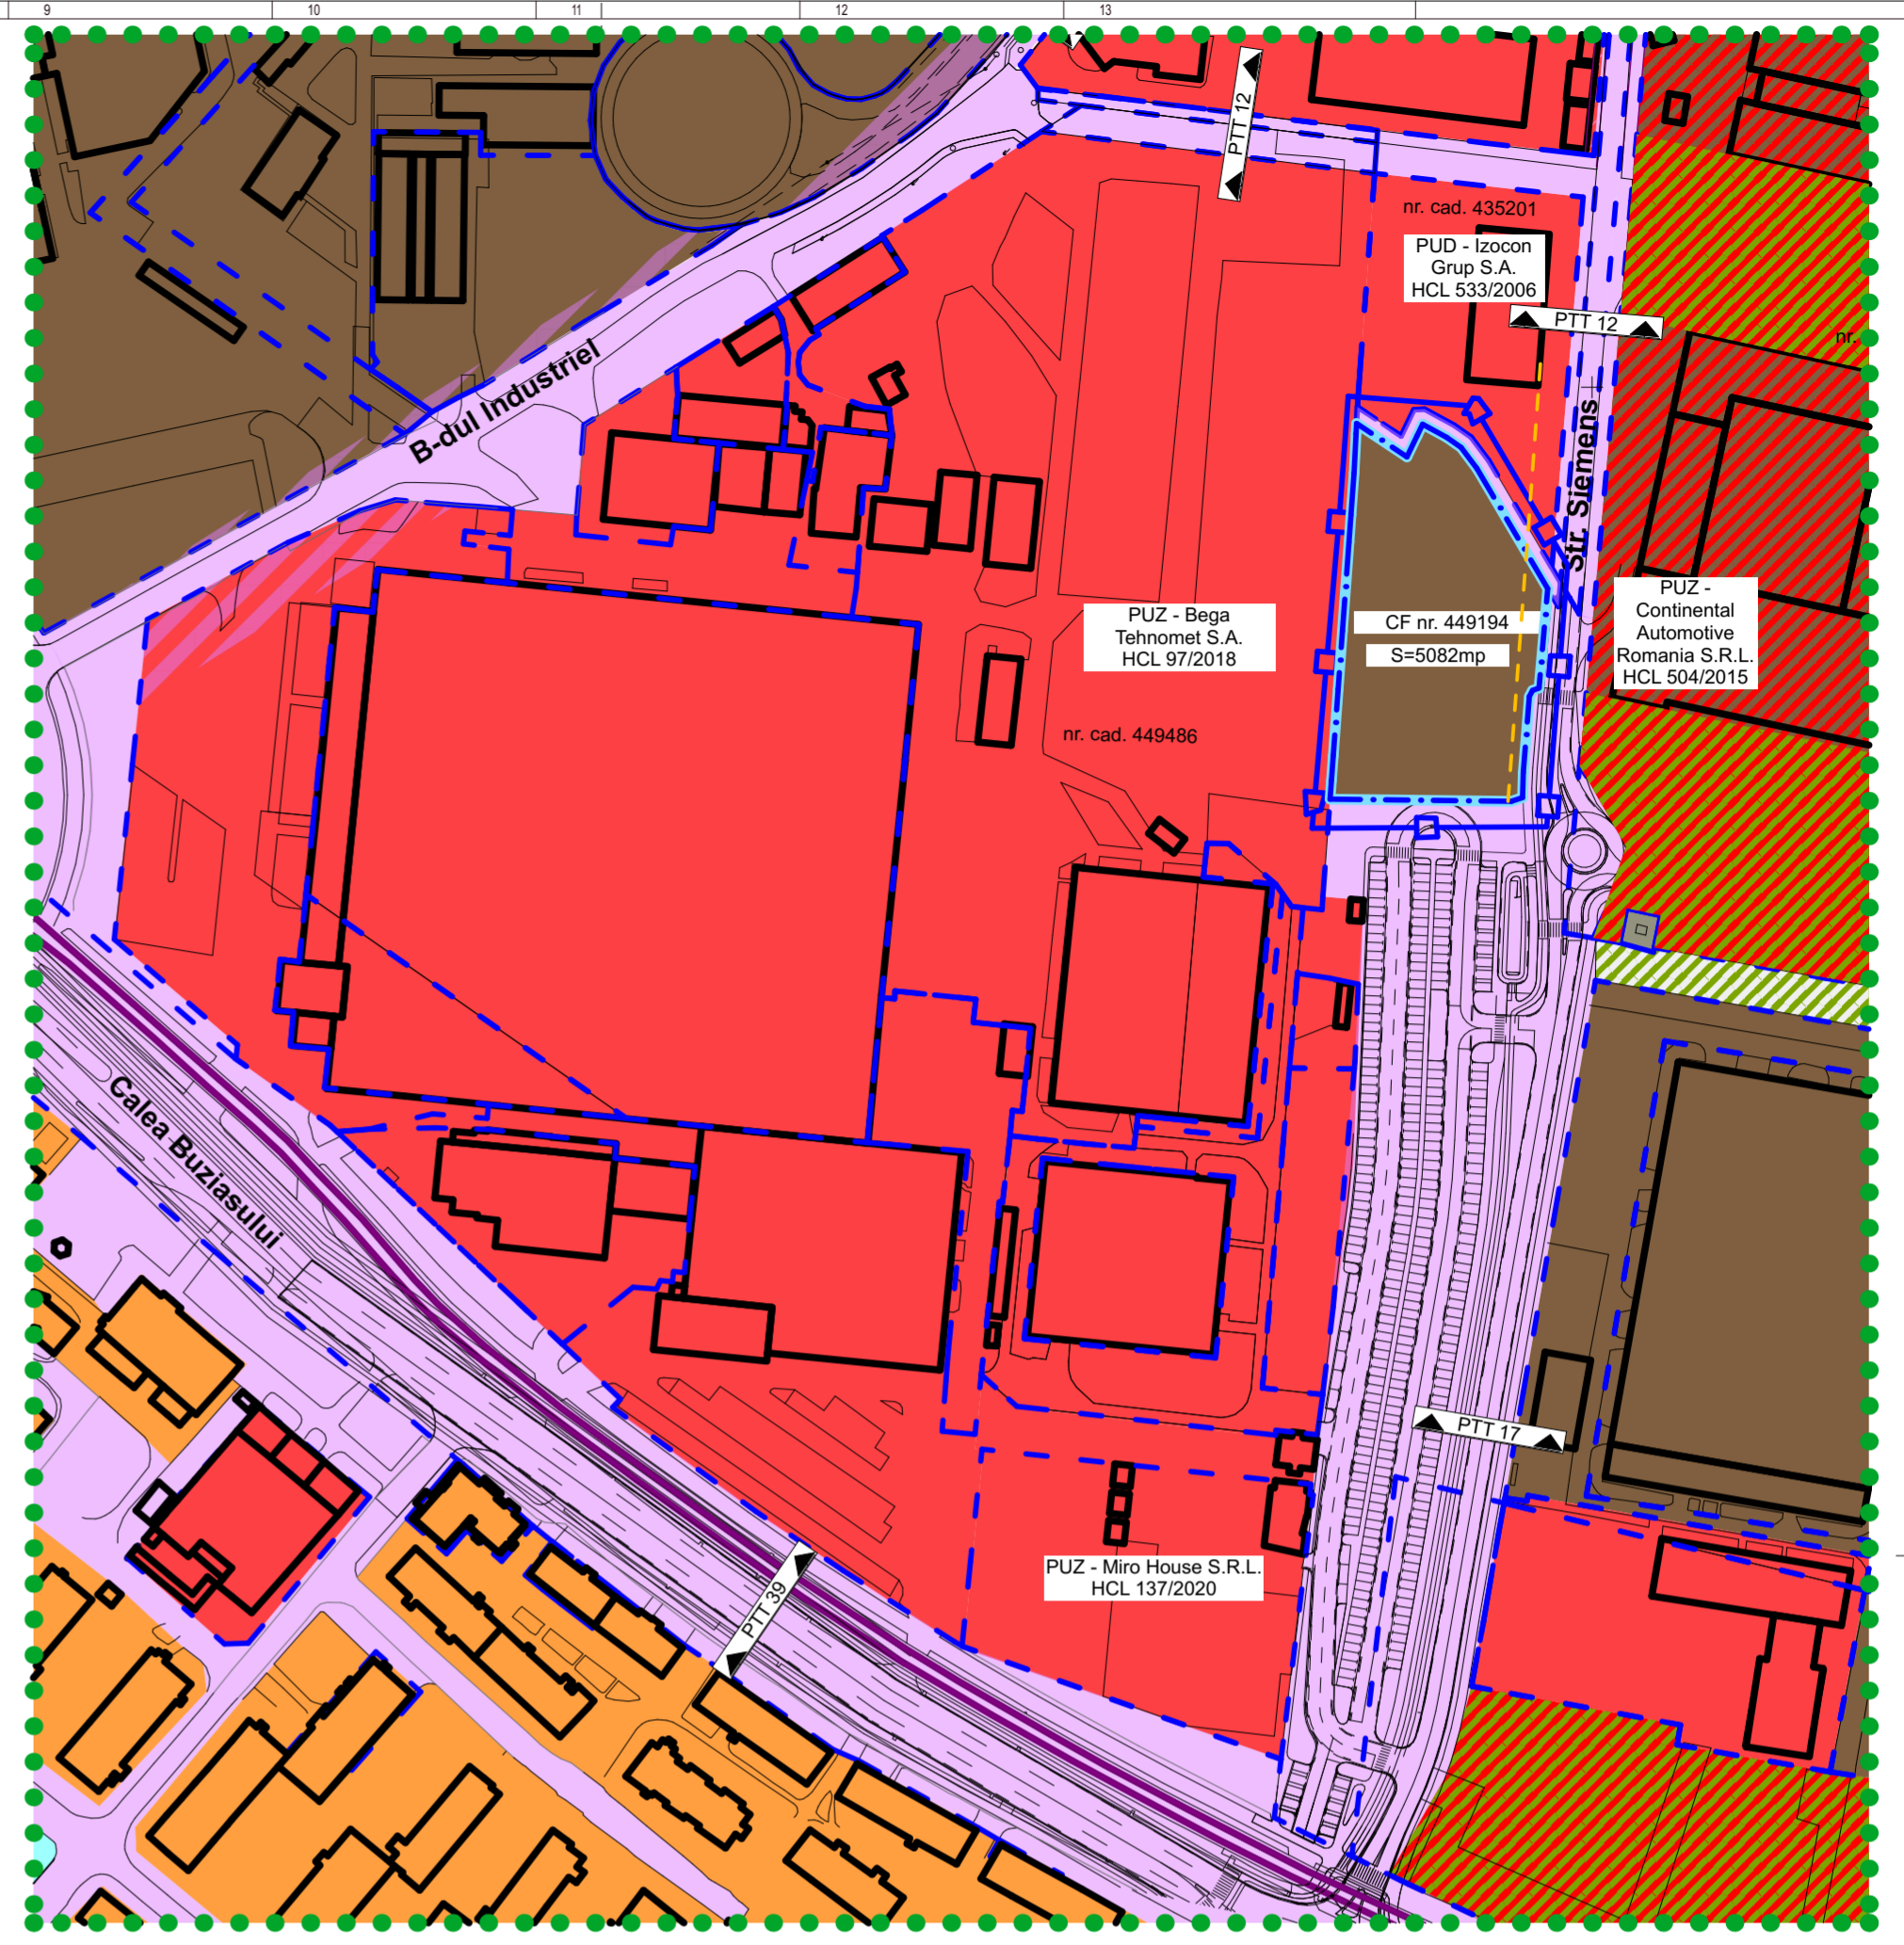 9
10
11
12
13
PTT 12
nr. cad. 435201
PUD - Izocon
Grup S.A.
HCL 533/2006
PTT 12
nr.
B-dul Industriel
Str. Siemens
PUZ - Bega
Tehnomet S.A.
HCL 97/2018
CF nr. 449194
S=5082mp
PUZ -
Continental
Automotive
Romania S.R.L.
HCL 504/2015
nr. cad. 449486
Calea Buziasului
PTT 17
PUZ - Miro House S.R.L.
HCL 137/2020
PTT 39